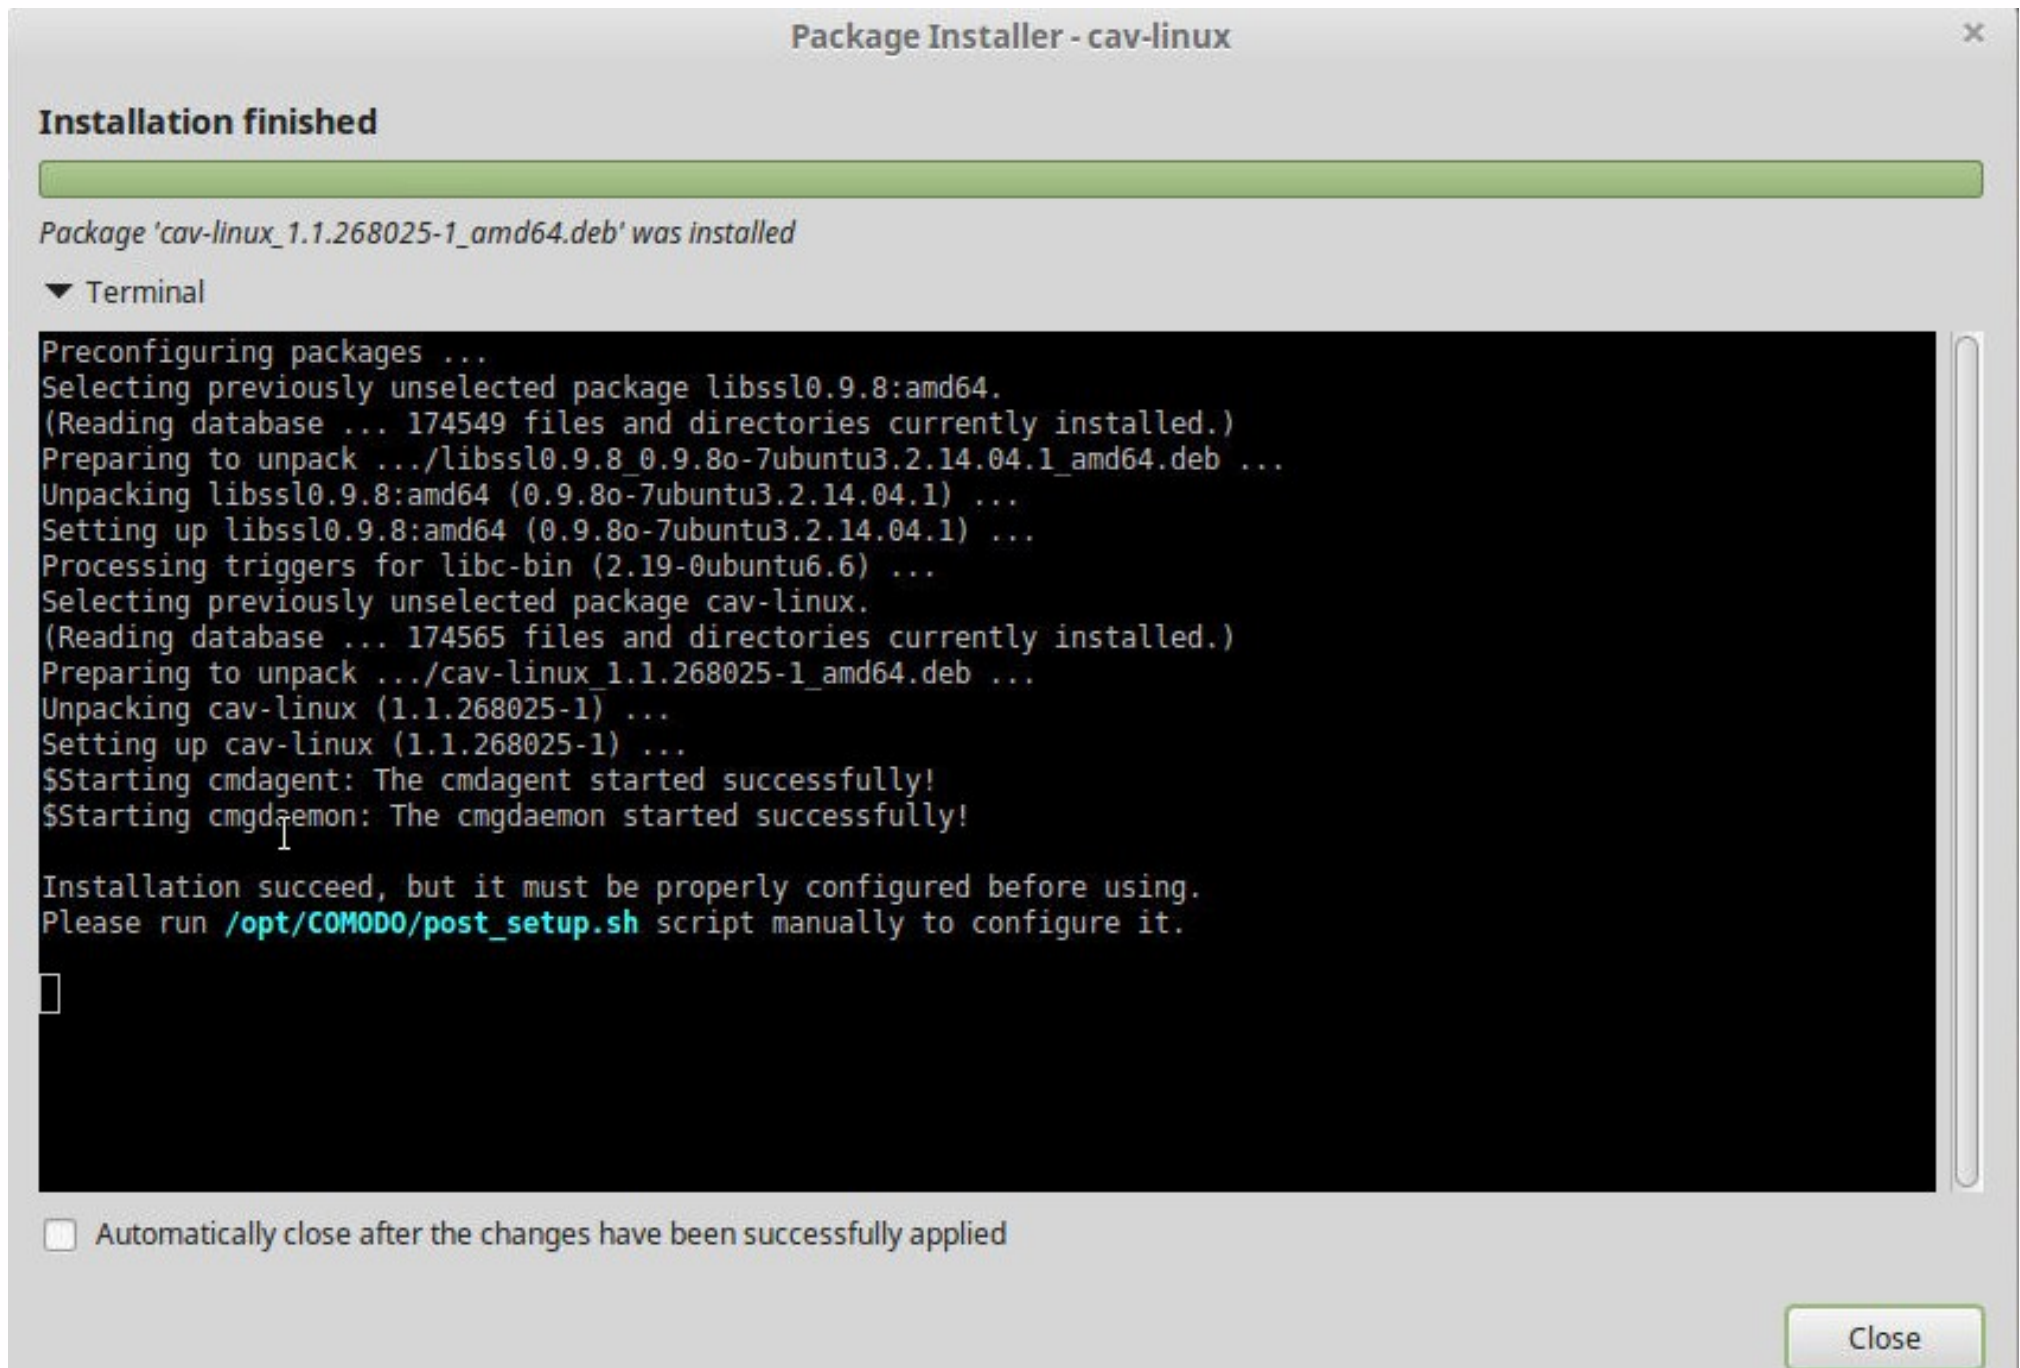 Package Installer - cav-linux
Installation finished
Package 'cav-linux_1.1.268025-1_amd64.deb' was installed
Terminal
Preconfiguring packages ...
Selecting previously unselected package libssl0.9.8:amd64.
(Reading database ... 174549 files and directories currently installed.)
Preparing to unpack .../libssl0.9.8_0.9.8o-7ubuntu3.2.14.04.1_amd64.deb ...
Unpacking libssl0.9.8:amd64 (0.9.8o-7ubuntu3.2.14.04.1) ...
Setting up libssl0.9.8:amd64 (0.9.8o-7ubuntu3.2.14.04.1) ...
Processing triggers for libc-bin (2.19-0ubuntu6.6) ...
Selecting previously unselected package cav-linux.
(Reading database ... 174565 files and directories currently installed.)
Preparing to unpack .../cav-linux_1.1.268025-1_amd64.deb ...
Unpacking cav-linux (1.1.268025-1) ...
Setting up cav-linux (1.1.268025-1) ...
$Starting cmdagent: The cmdagent started successfully!
$Starting cmgdaemon: The cmgdaemon started successfully!
Installation succeed, but it must be properly configured before using.
Please run /opt/COMODO/post_setup.sh script manually to configure it.
Automatically close after the changes have been successfully applied
Close